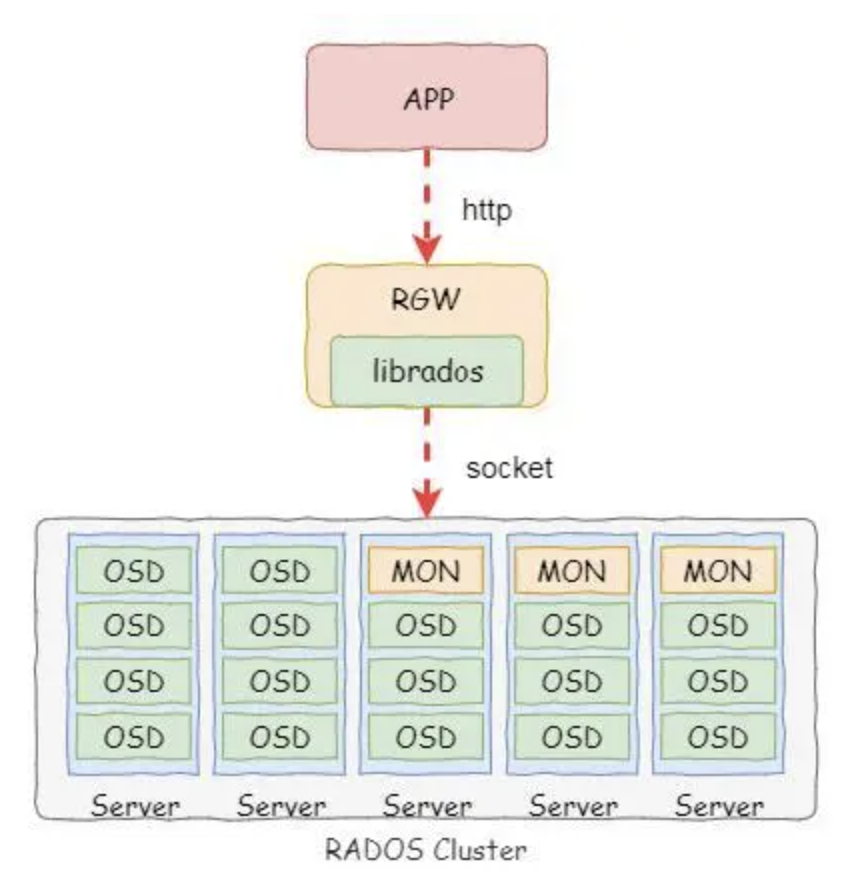 APP
http
RGW
librados
socket
OSD OSD MON MON MON
OSD OSD OSD OSD OSD
OSD OSD OSD OSD OSD
OSD OSD OSD OSD OSD
Server Server Server Server Server
RADOS Cluster